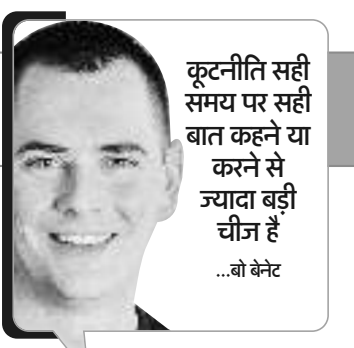 कूटनीति सही
समय पर सही
बात कहने या
करने से
ज्यादा बड़ी
चीज है
...बो बेनेट